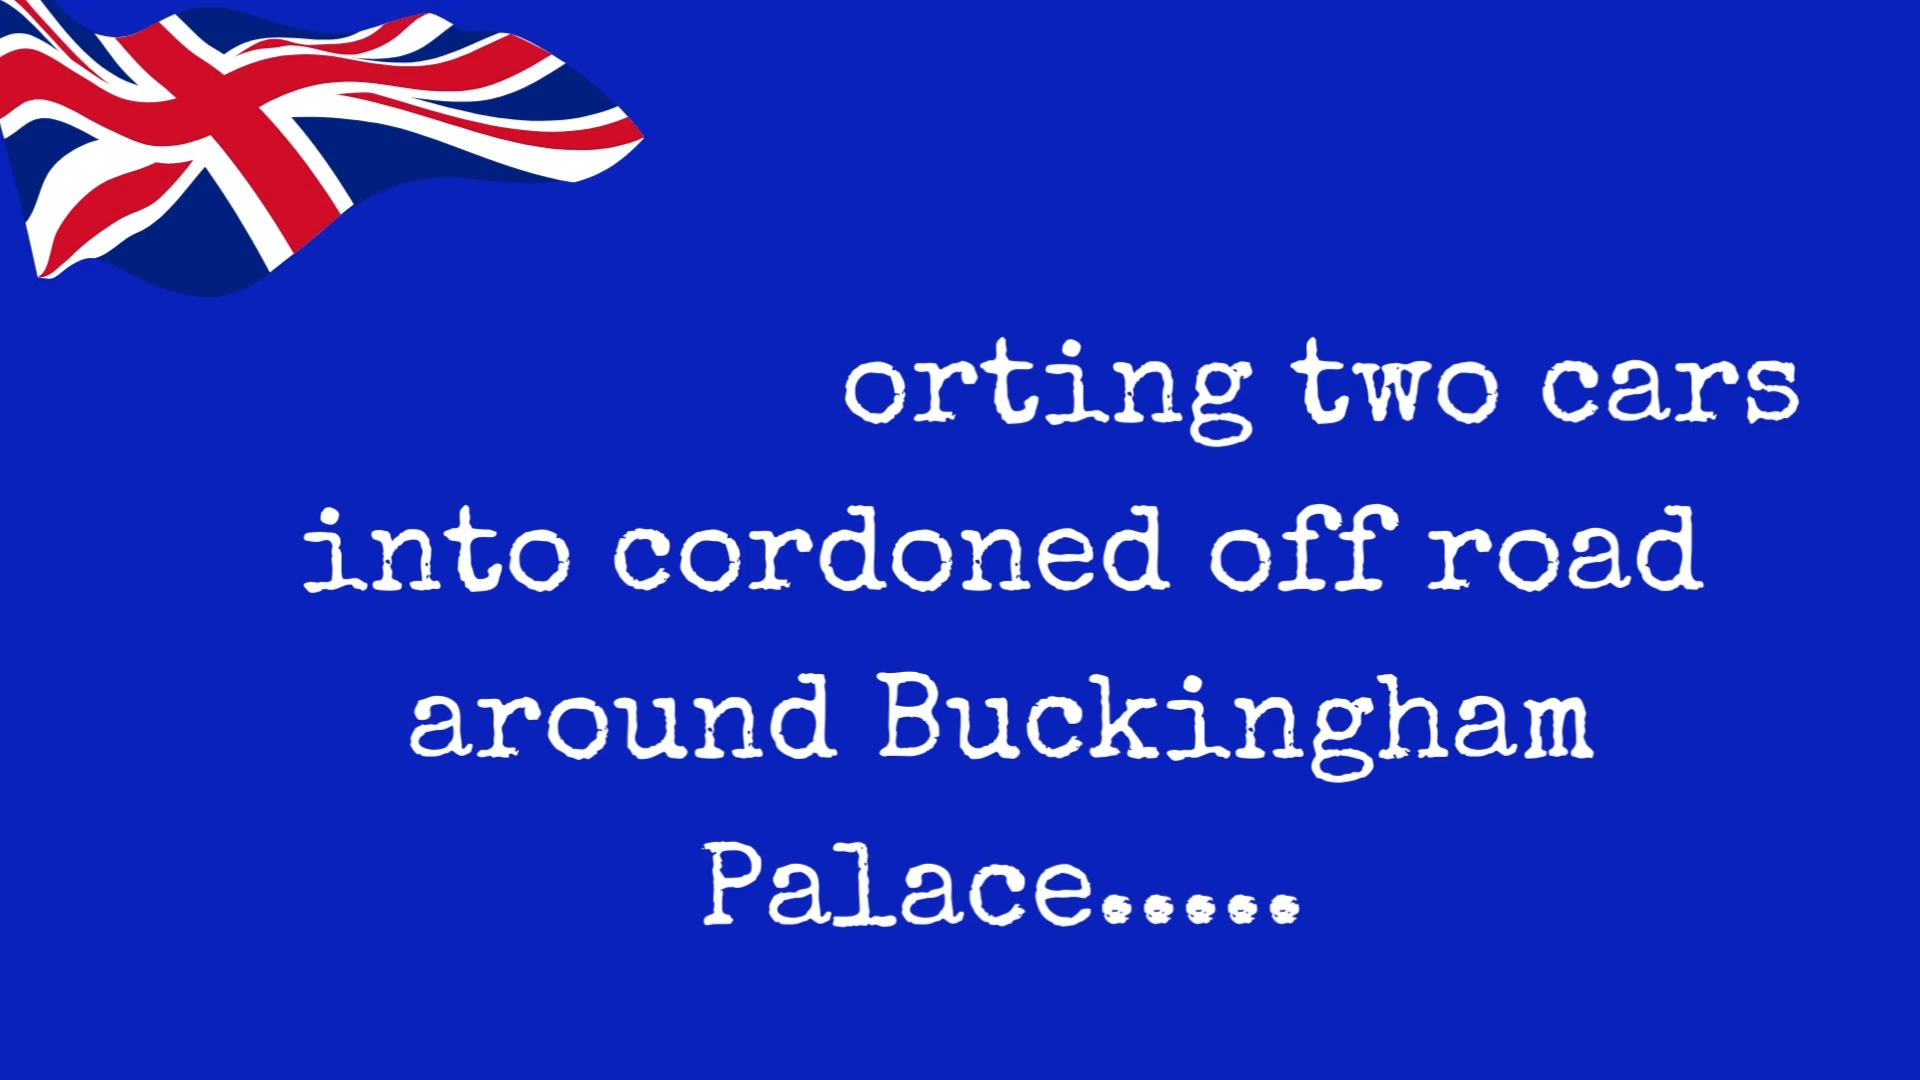 orting two cars
into cordoned off road
around Buckingham
Palace.....